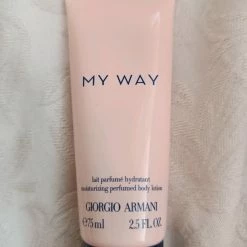 MY WAY
lait parfumé hydratant
moisturizing perfumed body lotion
GIORGIO ARMANI
℮75ml 2.5 FL. OZ.